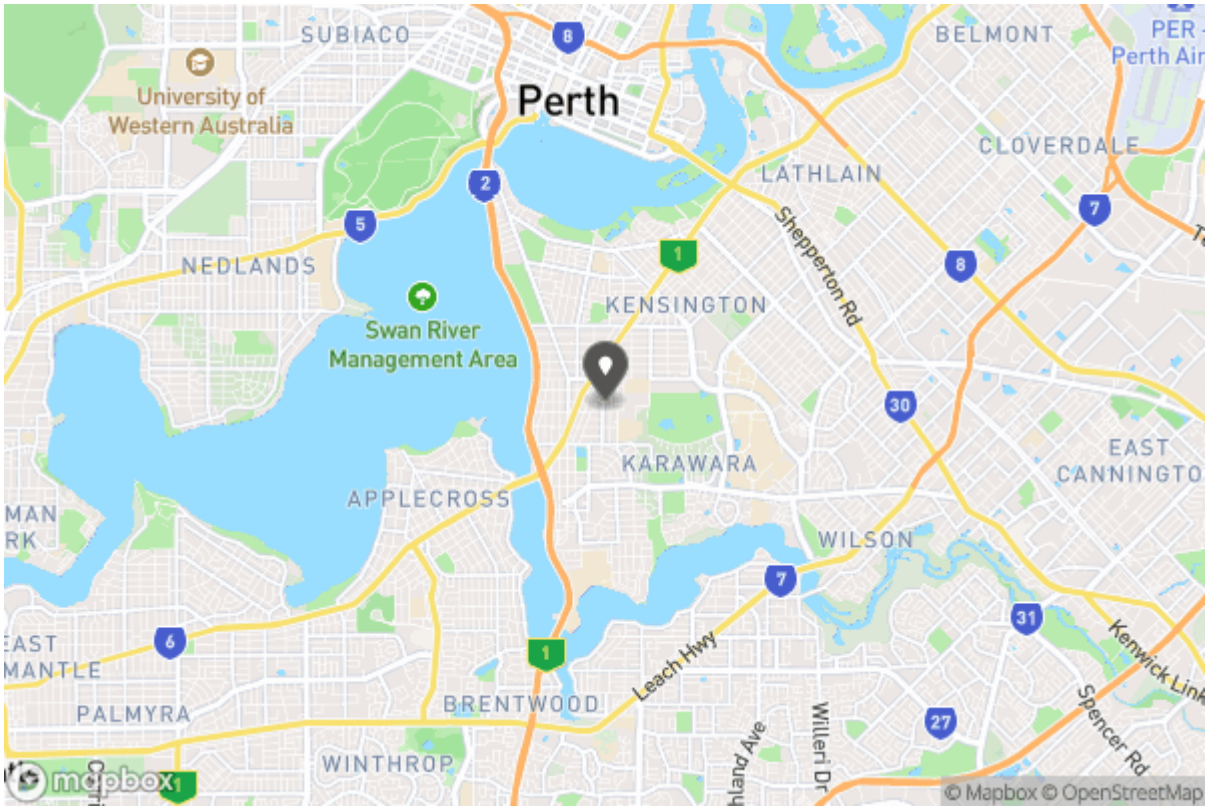 SUBIACO
8
BELMONT
PER -
Perth Air
University of
Western Australia
Perth
CLOVERDALE
LATHLAIN
2
5
7
1
Shepperton Rd
8
NEDLANDS
KENSINGTON
Swan River
Management Area
30
EAST
CANNINGTO
KARAWARA
APPLECROSS
MAN
RK
WILSON
7
6
EAST
MANTLE
1
31
Leach Hwy
Kenwick Link
BRENTWOOD
PALMYRA
27
Spencer Rd
Willeri Dr
hland Ave
WINTHROP
mapbox
1
© Mapbox © OpenStreetMap